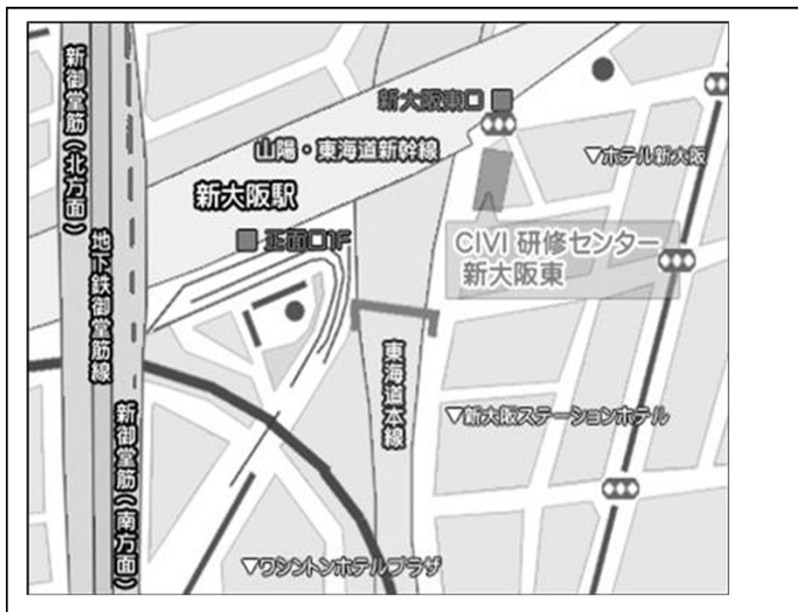 新御堂筋(北方面)
地下鉄御堂筋線
新御堂筋(南方面)
新大阪東口
山陽・東海道新幹線
新大阪駅
正面口1F
▽ホテル新大阪
CIVI 研修センター
新大阪東
東海道本線
▽新大阪ステーションホテル
▽ワシントンホテルプラザ